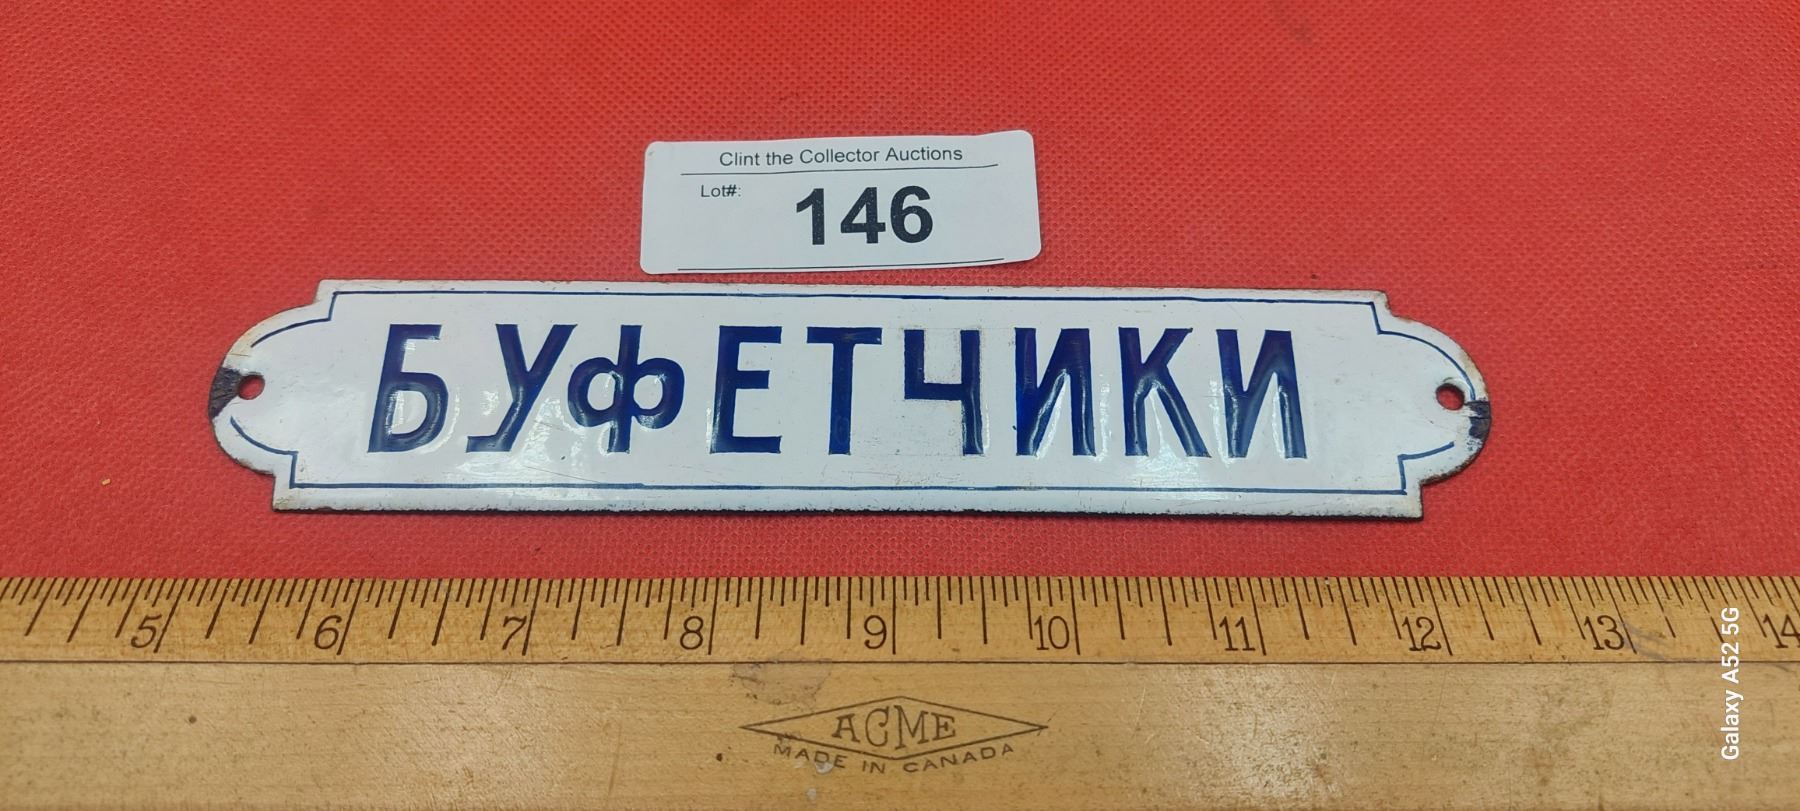 Clint the Collector Auctions
Lot#:
146
БУФЕТЧИКИ
5 6 7 8 9 10 11 12 13 14
ACME
MADE IN CANADA
Galaxy A52 5G